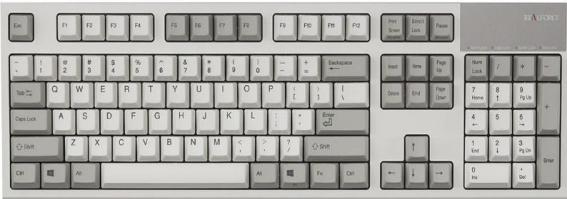 Esc F1 F2 F3 F4 F5 F6 F7 F8 F9 F10 F11 F12 Print Screen Scroll Lock Pause REALFORCE
~ ` ! 1 @ 2 # 3 $ 4 % 5 ^ 6 & 7 * 8 ( 9 ) 0 _ - + = Backspace ← Insert Home Page Up Num Lock / * -
Tab Q W E R T Y U I O P { [ } ] | \ Delete End Page Down 7 Home 8 ↑ 9 Pg Up +
Caps Lock A S D F G H J K L : ; " ' Enter 4 ← 5 6 →
⇧ Shift Z X C V B N M < , > . ? / ⇧ Shift ↑ 1 End 2 ↓ 3 Pg Dn Enter
Ctrl Alt Alt Fn Ctrl ← ↓ → 0 Ins . Del